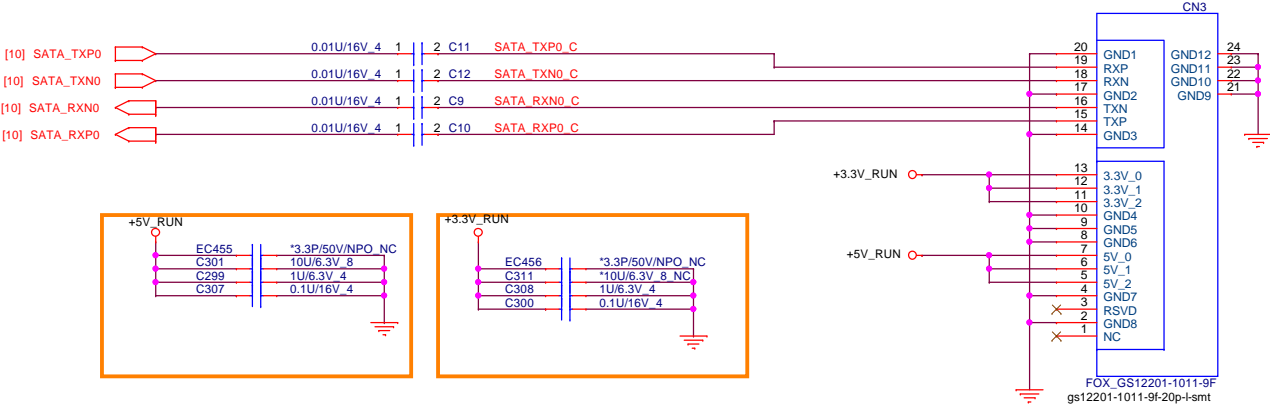 CN3
[10] SATA_TXP0 0.01U/16V_4 1 2 C11 SATA_TXP0_C
[10] SATA_TXN0 0.01U/16V_4 1 2 C12 SATA_TXN0_C
[10] SATA_RXN0 0.01U/16V_4 1 2 C9 SATA_RXN0_C
[10] SATA_RXP0 0.01U/16V_4 1 2 C10 SATA_RXP0_C
20 GND1
19 RXP
18 RXN
17 GND2
16 TXN
15 TXP
14 GND3
GND12 24
GND11 23
GND10 22
GND9 21
+3.3V_RUN
13 3.3V_0
12 3.3V_1
11 3.3V_2
10 GND4
9 GND5
8 GND6
+5V_RUN
7 5V_0
6 5V_1
5 5V_2
4 GND7
3 RSVD
2 GND8
1 NC
FOX_GS12201-1011-9F
gs12201-1011-9f-20p-l-smt
+5V_RUN
EC455 *3.3P/50V/NPO_NC
C301 10U/6.3V_8
C299 1U/6.3V_4
C307 0.1U/16V_4
+3.3V_RUN
EC456 *3.3P/50V/NPO_NC
C311 *10U/6.3V_8_NC
C308 1U/6.3V_4
C300 0.1U/16V_4